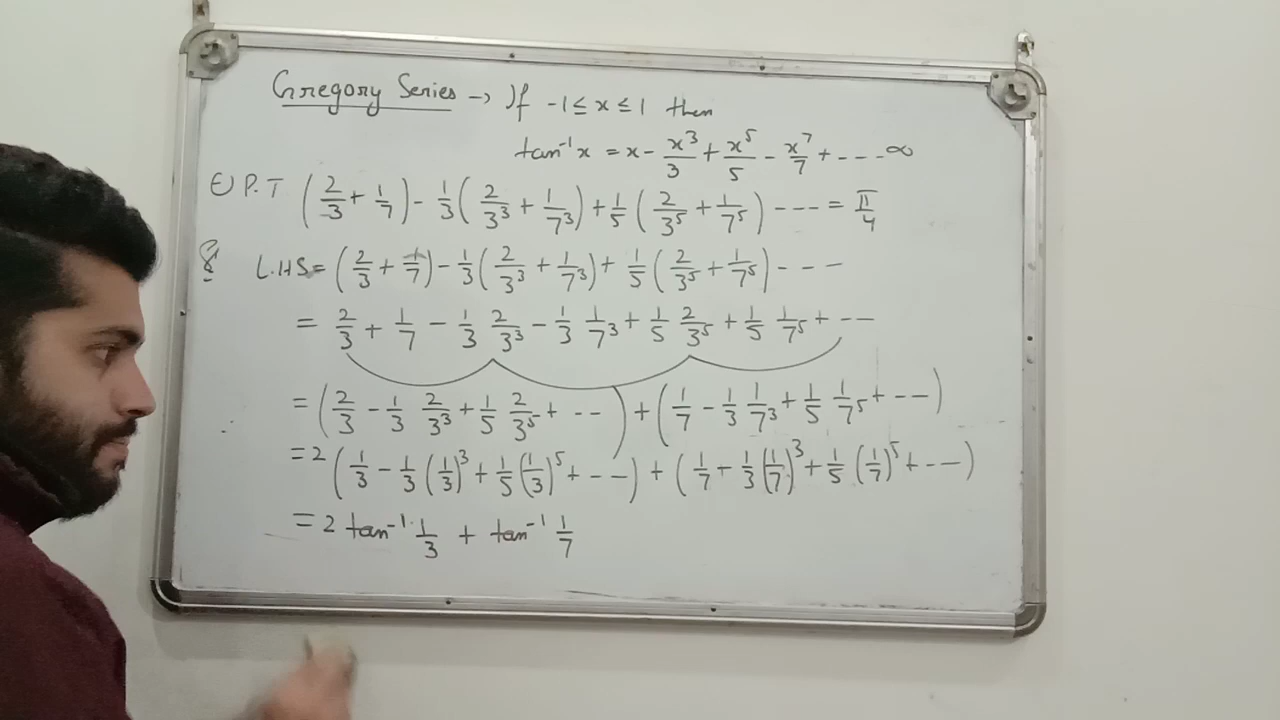 Gregory Series → If -1 ≤ x ≤ 1 then
tan⁻¹ x = x - x³/3 + x⁵/5 - x⁷/7 + --- ∞
P.T (2/3 + 1/7) - 1/3 (2/3³ + 1/7³) + 1/5 (2/3⁵ + 1/7⁵) --- = π/4
L.H.S = (2/3 + 1/7) - 1/3 (2/3³ + 1/7³) + 1/5 (2/3⁵ + 1/7⁵) - - -
= 2/3 + 1/7 - 1/3 2/3³ - 1/3 1/7³ + 1/5 2/3⁵ + 1/5 1/7⁵ + ---
= (2/3 - 1/3 2/3³ + 1/5 2/3⁵ + -- ) + (1/7 - 1/3 1/7³ + 1/5 1/7⁵ + ---)
= 2 (1/3 - 1/3 (1/3)³ + 1/5 (1/3)⁵ + ---) + (1/7 + 1/3 (1/7)³ + 1/5 (1/7)⁵ + ---)
= 2 tan⁻¹ 1/3 + tan⁻¹ 1/7